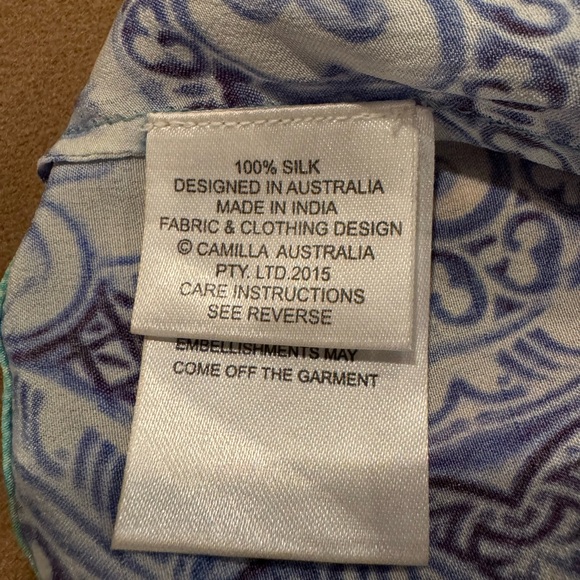 100% SILK
DESIGNED IN AUSTRALIA
MADE IN INDIA
FABRIC & CLOTHING DESIGN
© CAMILLA AUSTRALIA
PTY. LTD.2015
CARE INSTRUCTIONS
SEE REVERSE
EMBELLISHMENTS MAY
COME OFF THE GARMENT